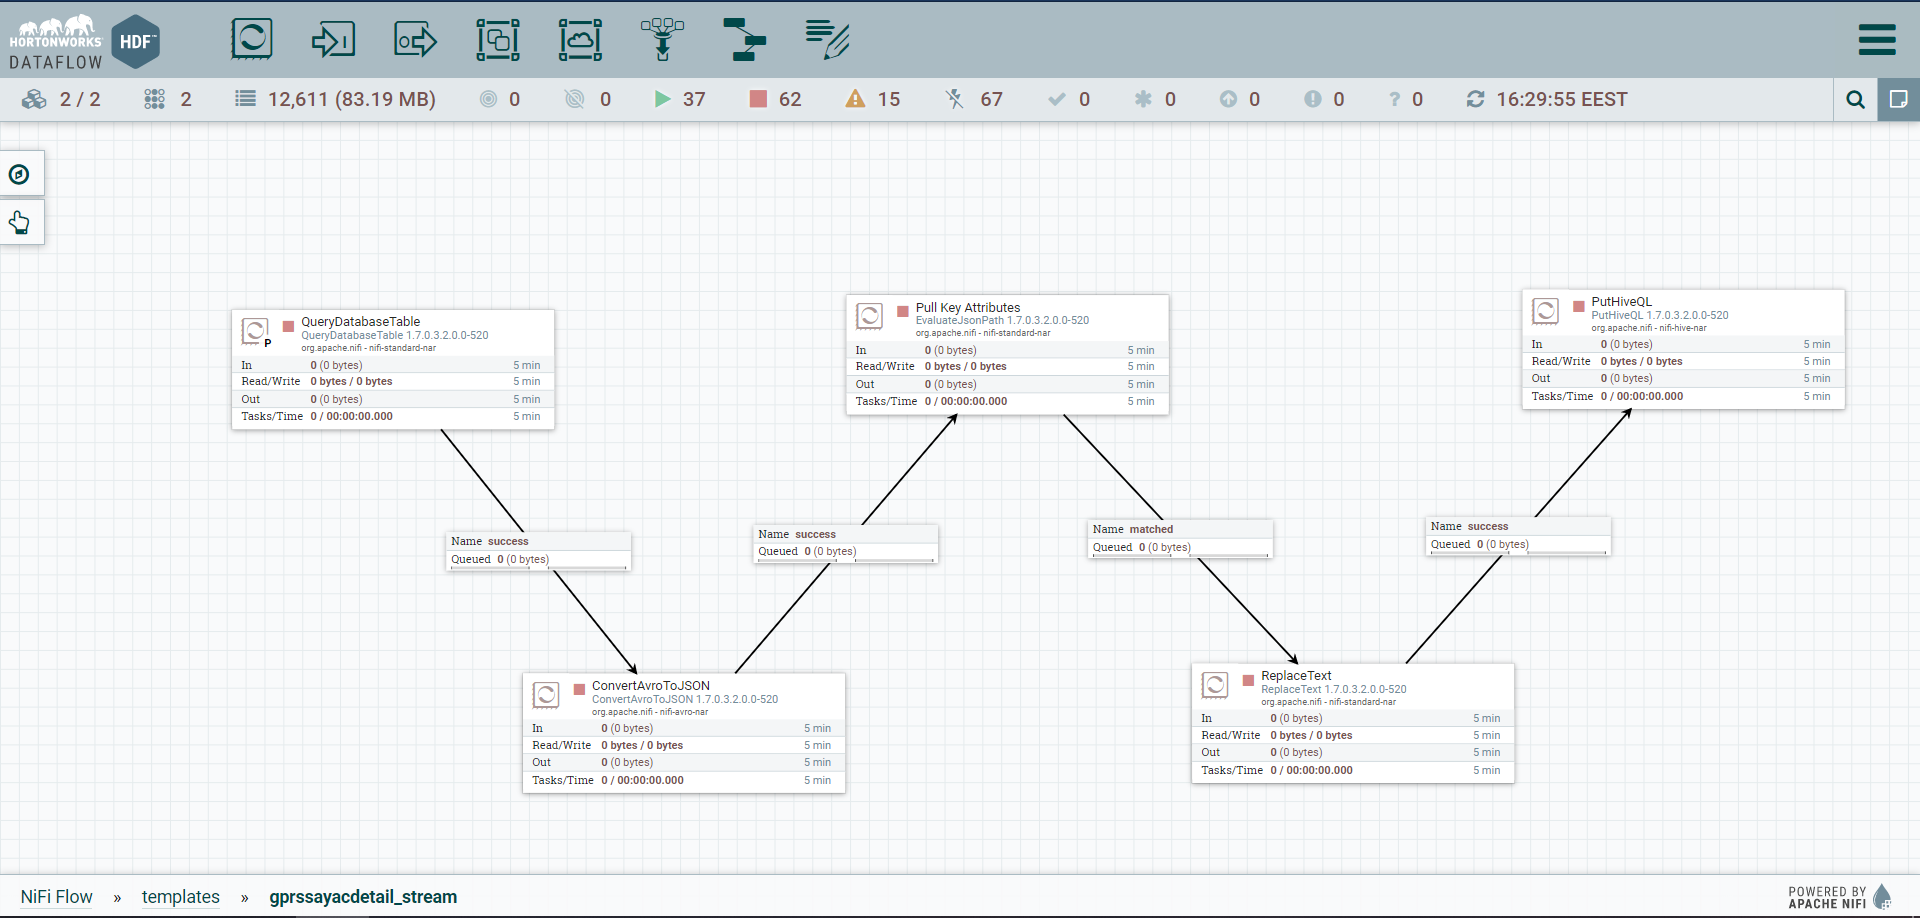 HORTONWORKS
DATAFLOW
HDF™
2 / 2 2 12,611 (83.19 MB) 0 0 37 62 15 67 0 0 0 0 ? 0 16:29:55 EEST
QueryDatabaseTable
QueryDatabaseTable 1.7.0.3.2.0.0-520
org.apache.nifi - nifi-standard-nar
P
In 0 (0 bytes) 5 min
Read/Write 0 bytes / 0 bytes 5 min
Out 0 (0 bytes) 5 min
Tasks/Time 0 / 00:00:00.000 5 min
Name success
Queued 0 (0 bytes)
ConvertAvroToJSON
ConvertAvroToJSON 1.7.0.3.2.0.0-520
org.apache.nifi - nifi-avro-nar
In 0 (0 bytes) 5 min
Read/Write 0 bytes / 0 bytes 5 min
Out 0 (0 bytes) 5 min
Tasks/Time 0 / 00:00:00.000 5 min
Name success
Queued 0 (0 bytes)
Pull Key Attributes
EvaluateJsonPath 1.7.0.3.2.0.0-520
org.apache.nifi - nifi-standard-nar
In 0 (0 bytes) 5 min
Read/Write 0 bytes / 0 bytes 5 min
Out 0 (0 bytes) 5 min
Tasks/Time 0 / 00:00:00.000 5 min
Name matched
Queued 0 (0 bytes)
ReplaceText
ReplaceText 1.7.0.3.2.0.0-520
org.apache.nifi - nifi-standard-nar
In 0 (0 bytes) 5 min
Read/Write 0 bytes / 0 bytes 5 min
Out 0 (0 bytes) 5 min
Tasks/Time 0 / 00:00:00.000 5 min
Name success
Queued 0 (0 bytes)
PutHiveQL
PutHiveQL 1.7.0.3.2.0.0-520
org.apache.nifi - nifi-hive-nar
In 0 (0 bytes) 5 min
Read/Write 0 bytes / 0 bytes 5 min
Out 0 (0 bytes) 5 min
Tasks/Time 0 / 00:00:00.000 5 min
NiFi Flow » templates » gprssayacdetail_stream
POWERED BY
APACHE NIFI